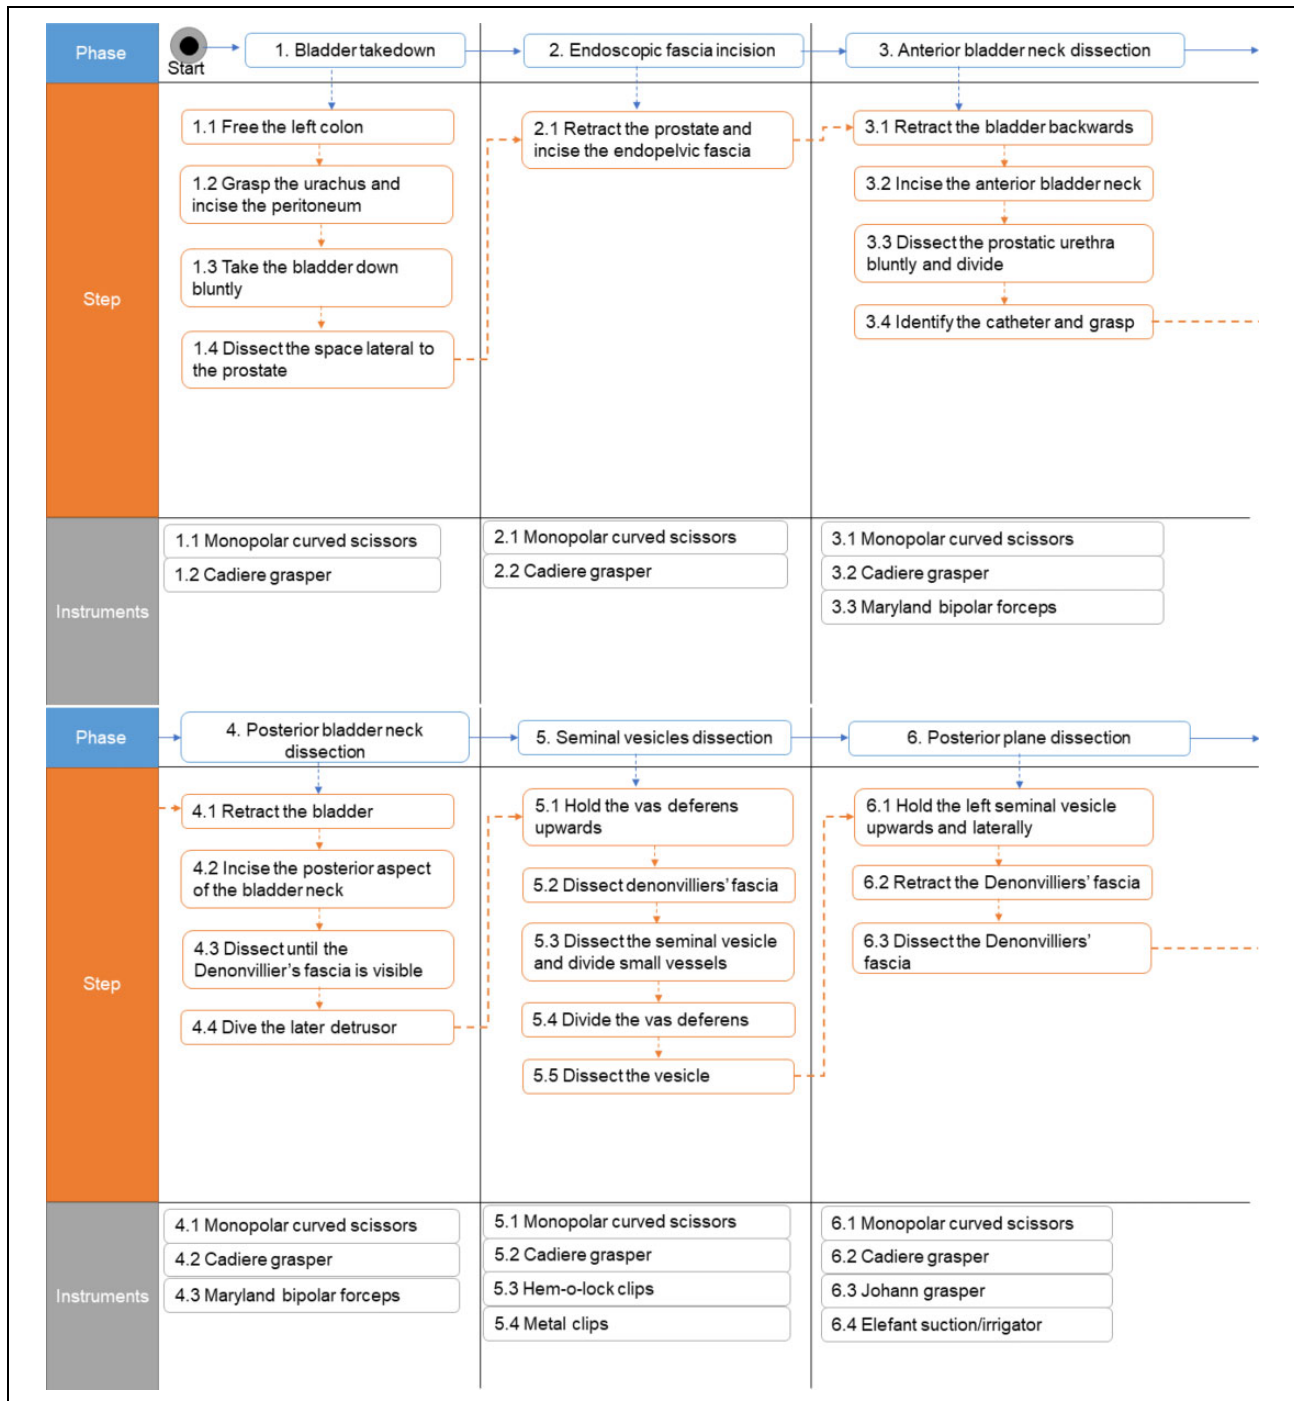 Phase
Start
1. Bladder takedown
2. Endoscopic fascia incision
3. Anterior bladder neck dissection
Step
1.1 Free the left colon
1.2 Grasp the urachus and
incise the peritoneum
1.3 Take the bladder down
bluntly
1.4 Dissect the space lateral to
the prostate
2.1 Retract the prostate and
incise the endopelvic fascia
3.1 Retract the bladder backwards
3.2 Incise the anterior bladder neck
3.3 Dissect the prostatic urethra
bluntly and divide
3.4 Identify the catheter and grasp
Instruments
1.1 Monopolar curved scissors
1.2 Cadiere grasper
2.1 Monopolar curved scissors
2.2 Cadiere grasper
3.1 Monopolar curved scissors
3.2 Cadiere grasper
3.3 Maryland bipolar forceps
Phase
4. Posterior bladder neck
dissection
5. Seminal vesicles dissection
6. Posterior plane dissection
Step
4.1 Retract the bladder
4.2 Incise the posterior aspect
of the bladder neck
4.3 Dissect until the
Denonvillier's fascia is visible
4.4 Dive the later detrusor
5.1 Hold the vas deferens
upwards
5.2 Dissect denonvilliers' fascia
5.3 Dissect the seminal vesicle
and divide small vessels
5.4 Divide the vas deferens
5.5 Dissect the vesicle
6.1 Hold the left seminal vesicle
upwards and laterally
6.2 Retract the Denonvilliers' fascia
6.3 Dissect the Denonvilliers'
fascia
Instruments
4.1 Monopolar curved scissors
4.2 Cadiere grasper
4.3 Maryland bipolar forceps
5.1 Monopolar curved scissors
5.2 Cadiere grasper
5.3 Hem-o-lock clips
5.4 Metal clips
6.1 Monopolar curved scissors
6.2 Cadiere grasper
6.3 Johann grasper
6.4 Elefant suction/irrigator